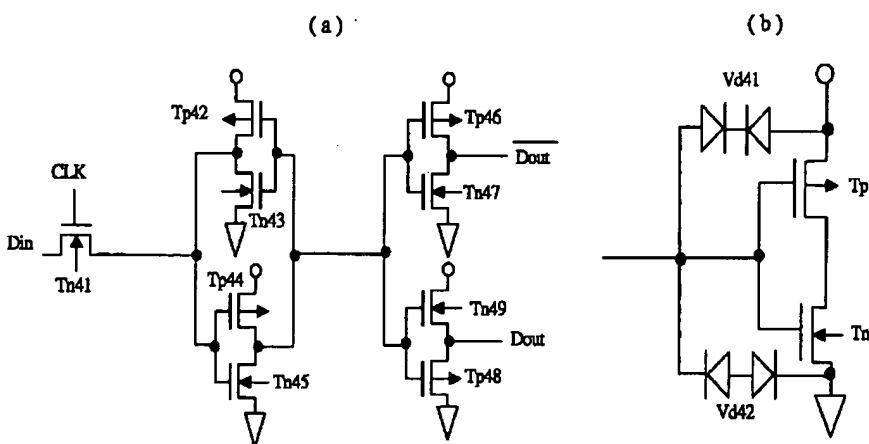 (a)
(b)
Vd41
Tp42
Tp46
Dout
CLK
Tn47
Tp
Tn43
Din
Tn41
Tp44
Tn49
Dout
Tn
Tn45
Tp48
Vd42